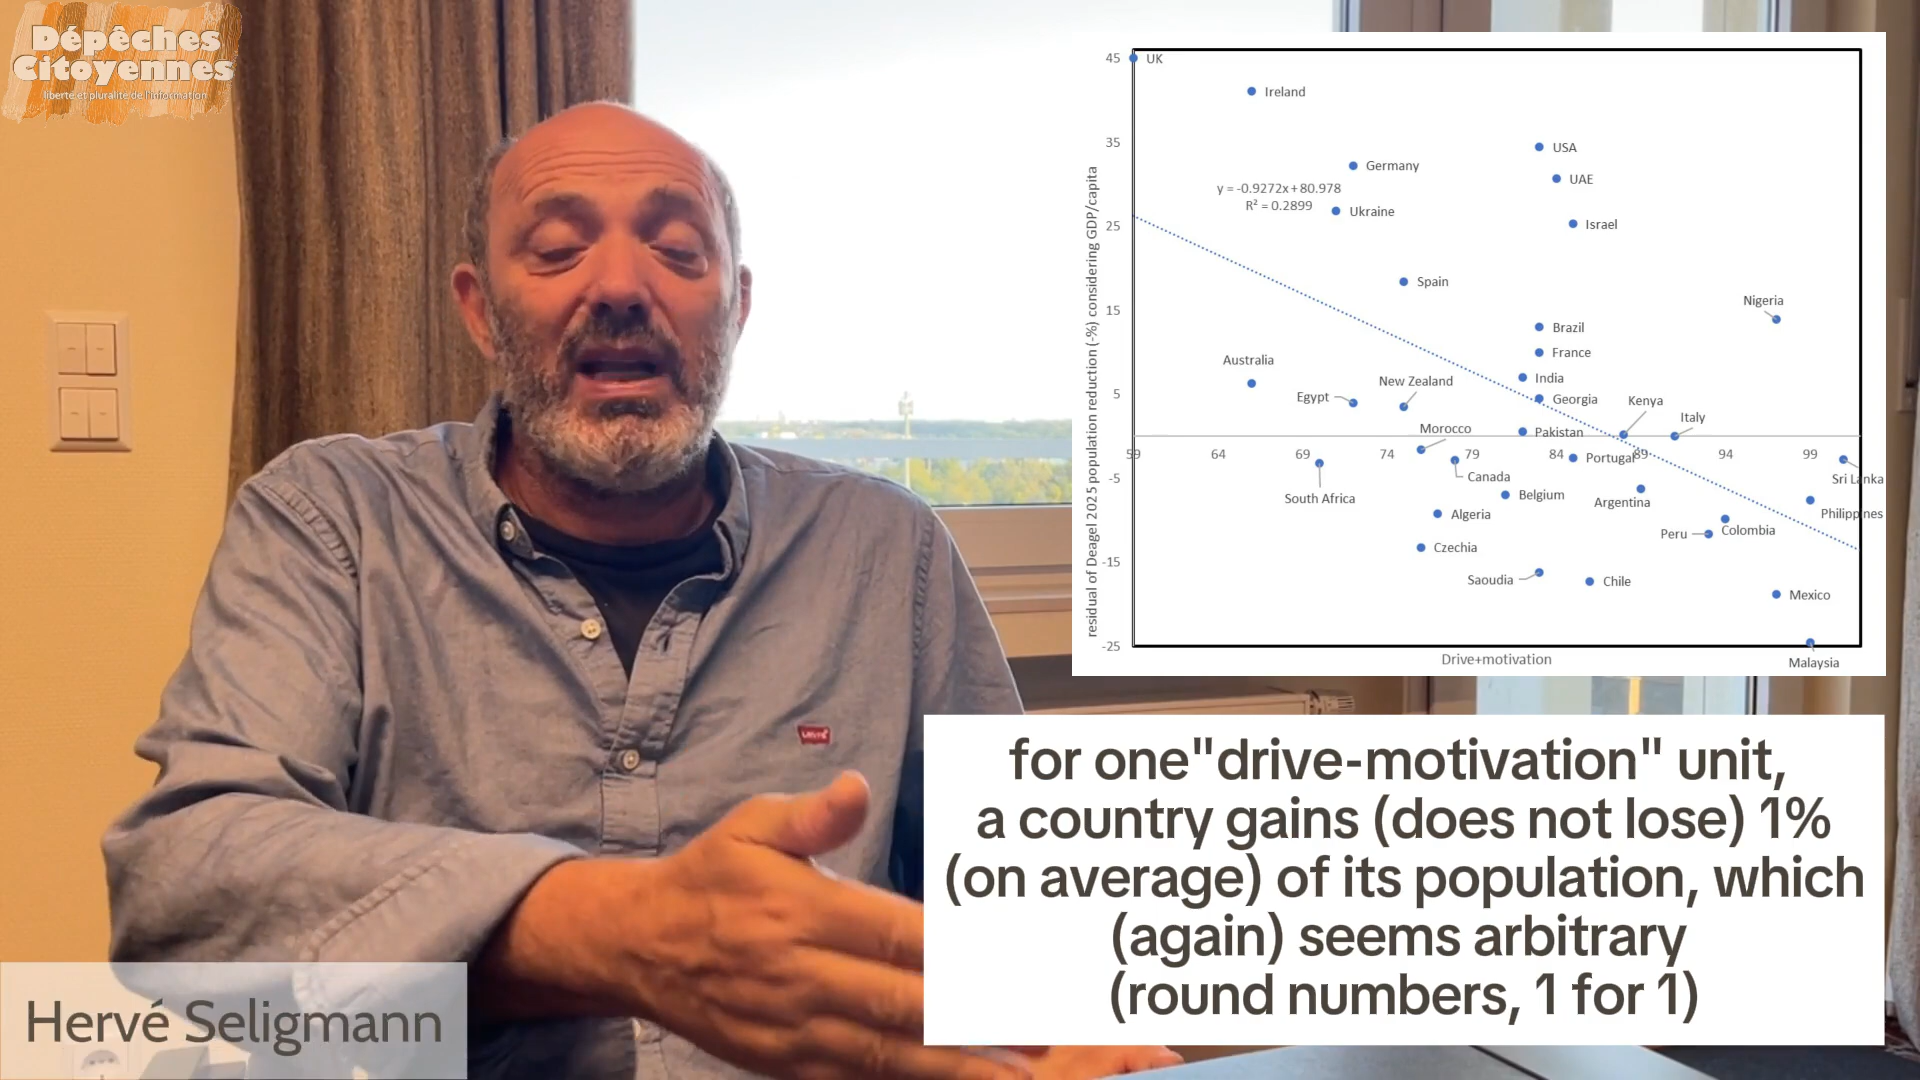 Dépêches
Citoyennes
liberté et pluralité de l'information
45
UK
Ireland
35
USA
Germany
UAE
y = -0.9272x + 80.978
R² = 0.2899
Ukraine
25
Israel
Spain
Nigeria
15
Brazil
France
Australia
India
New Zealand
5
Egypt
Georgia
Kenya
Italy
Morocco
Pakistan
59
64
69
74
79
84
Portugal
89
94
99
-5
Canada
Sri Lanka
South Africa
Belgium
Argentina
Algeria
Philippines
Peru
Colombia
Czechia
-15
Saoudia
Chile
Mexico
-25
Malaysia
residual of Deagel 2025 population reduction (-%) considering GDP/capita
Drive+motivation
for one"drive-motivation" unit,
a country gains (does not lose) 1%
(on average) of its population, which
(again) seems arbitrary
(round numbers, 1 for 1)
Levi's
Hervé Seligmann